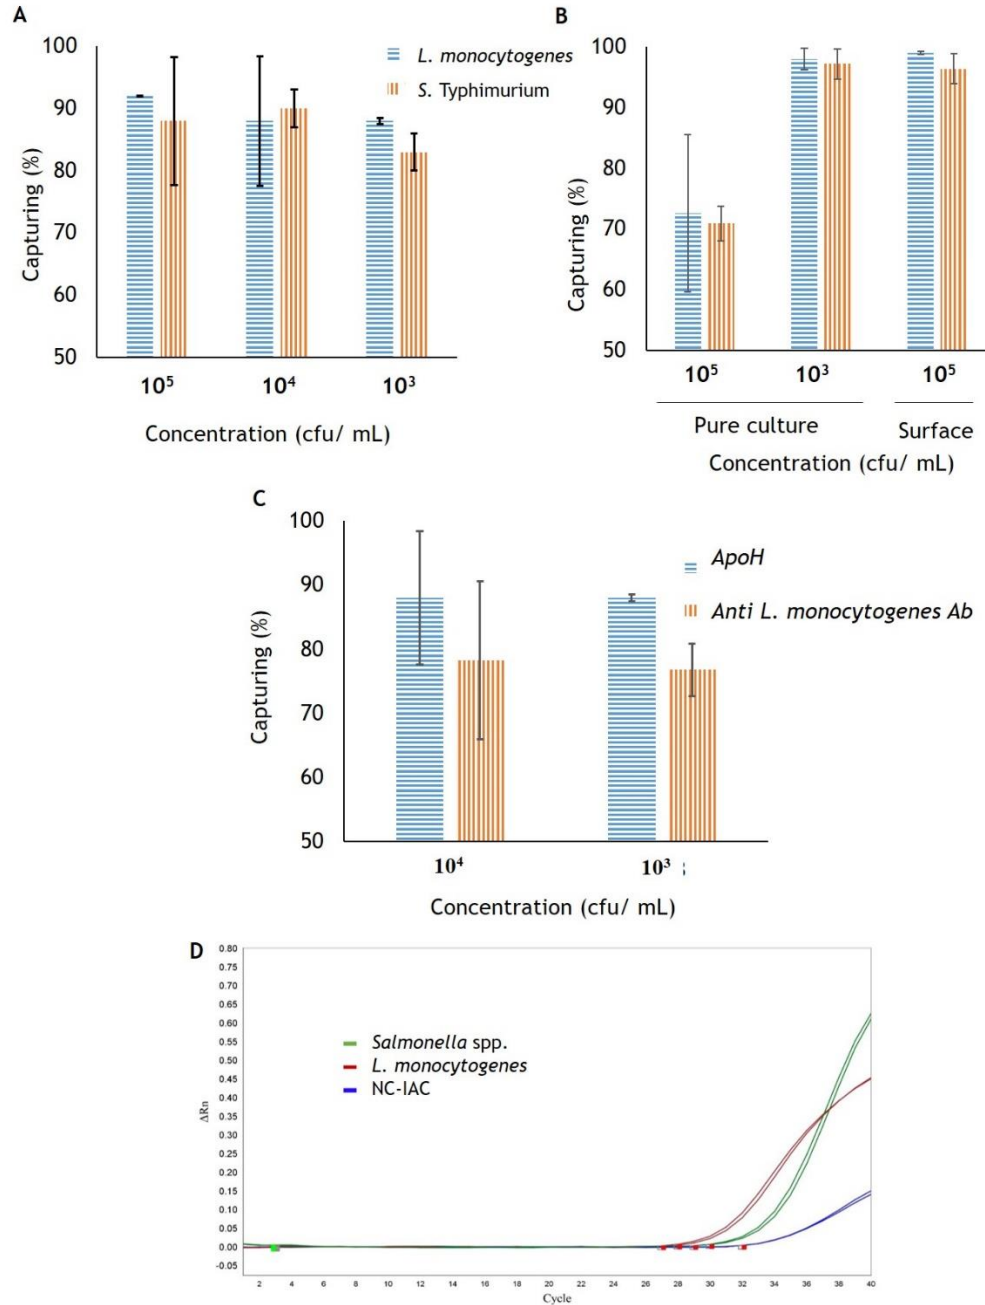 A
100
90
80
70
60
50
Capturing (%)
L. monocytogenes
S. Typhimurium
10⁵ 10⁴ 10³
Concentration (cfu/ mL)
B
100
90
80
70
60
50
Capturing (%)
10⁵ 10³ 10⁵
Pure culture Surface
Concentration (cfu/ mL)
C
100
90
80
70
60
50
Capturing (%)
ApoH
Anti L. monocytogenes Ab
10⁴ 10³
Concentration (cfu/ mL)
D
0.80
0.75
0.70
0.65
0.60
0.55
0.50
0.45
0.40
0.35
0.30
0.25
0.20
0.15
0.10
0.05
0.00
-0.05
ΔRn
Salmonella spp.
L. monocytogenes
NC-IAC
2 4 6 8 10 12 14 16 18 20 22 24 26 28 30 32 34 36 38 40
Cycle